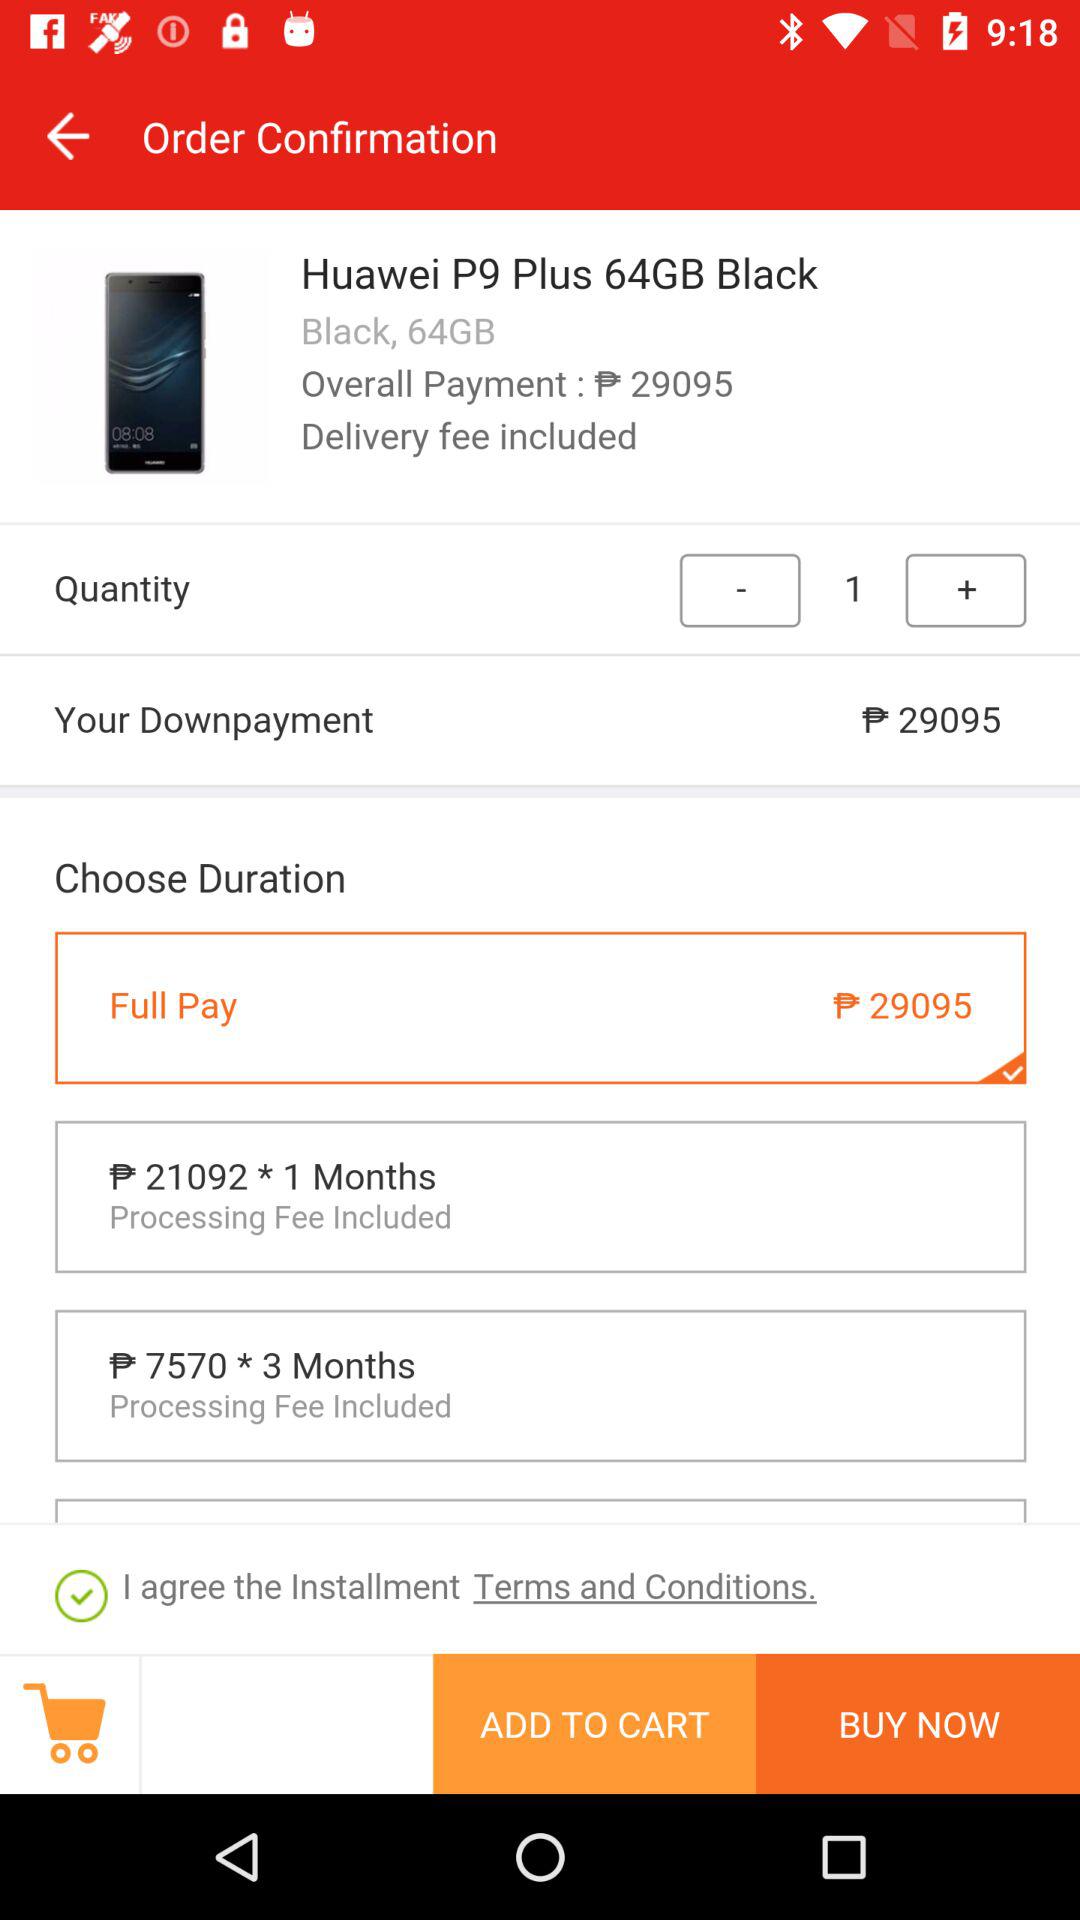 FAKE
9:18
Order Confirmation
Huawei P9 Plus 64GB Black
Black, 64GB
Overall Payment : ₱ 29095
Delivery fee included
08:08
HUAWEI
Quantity
- 1 +
Your Downpayment ₱ 29095
Choose Duration
Full Pay ₱ 29095
₱ 21092 * 1 Months
Processing Fee Included
₱ 7570 * 3 Months
Processing Fee Included
I agree the Installment Terms and Conditions.
ADD TO CART BUY NOW